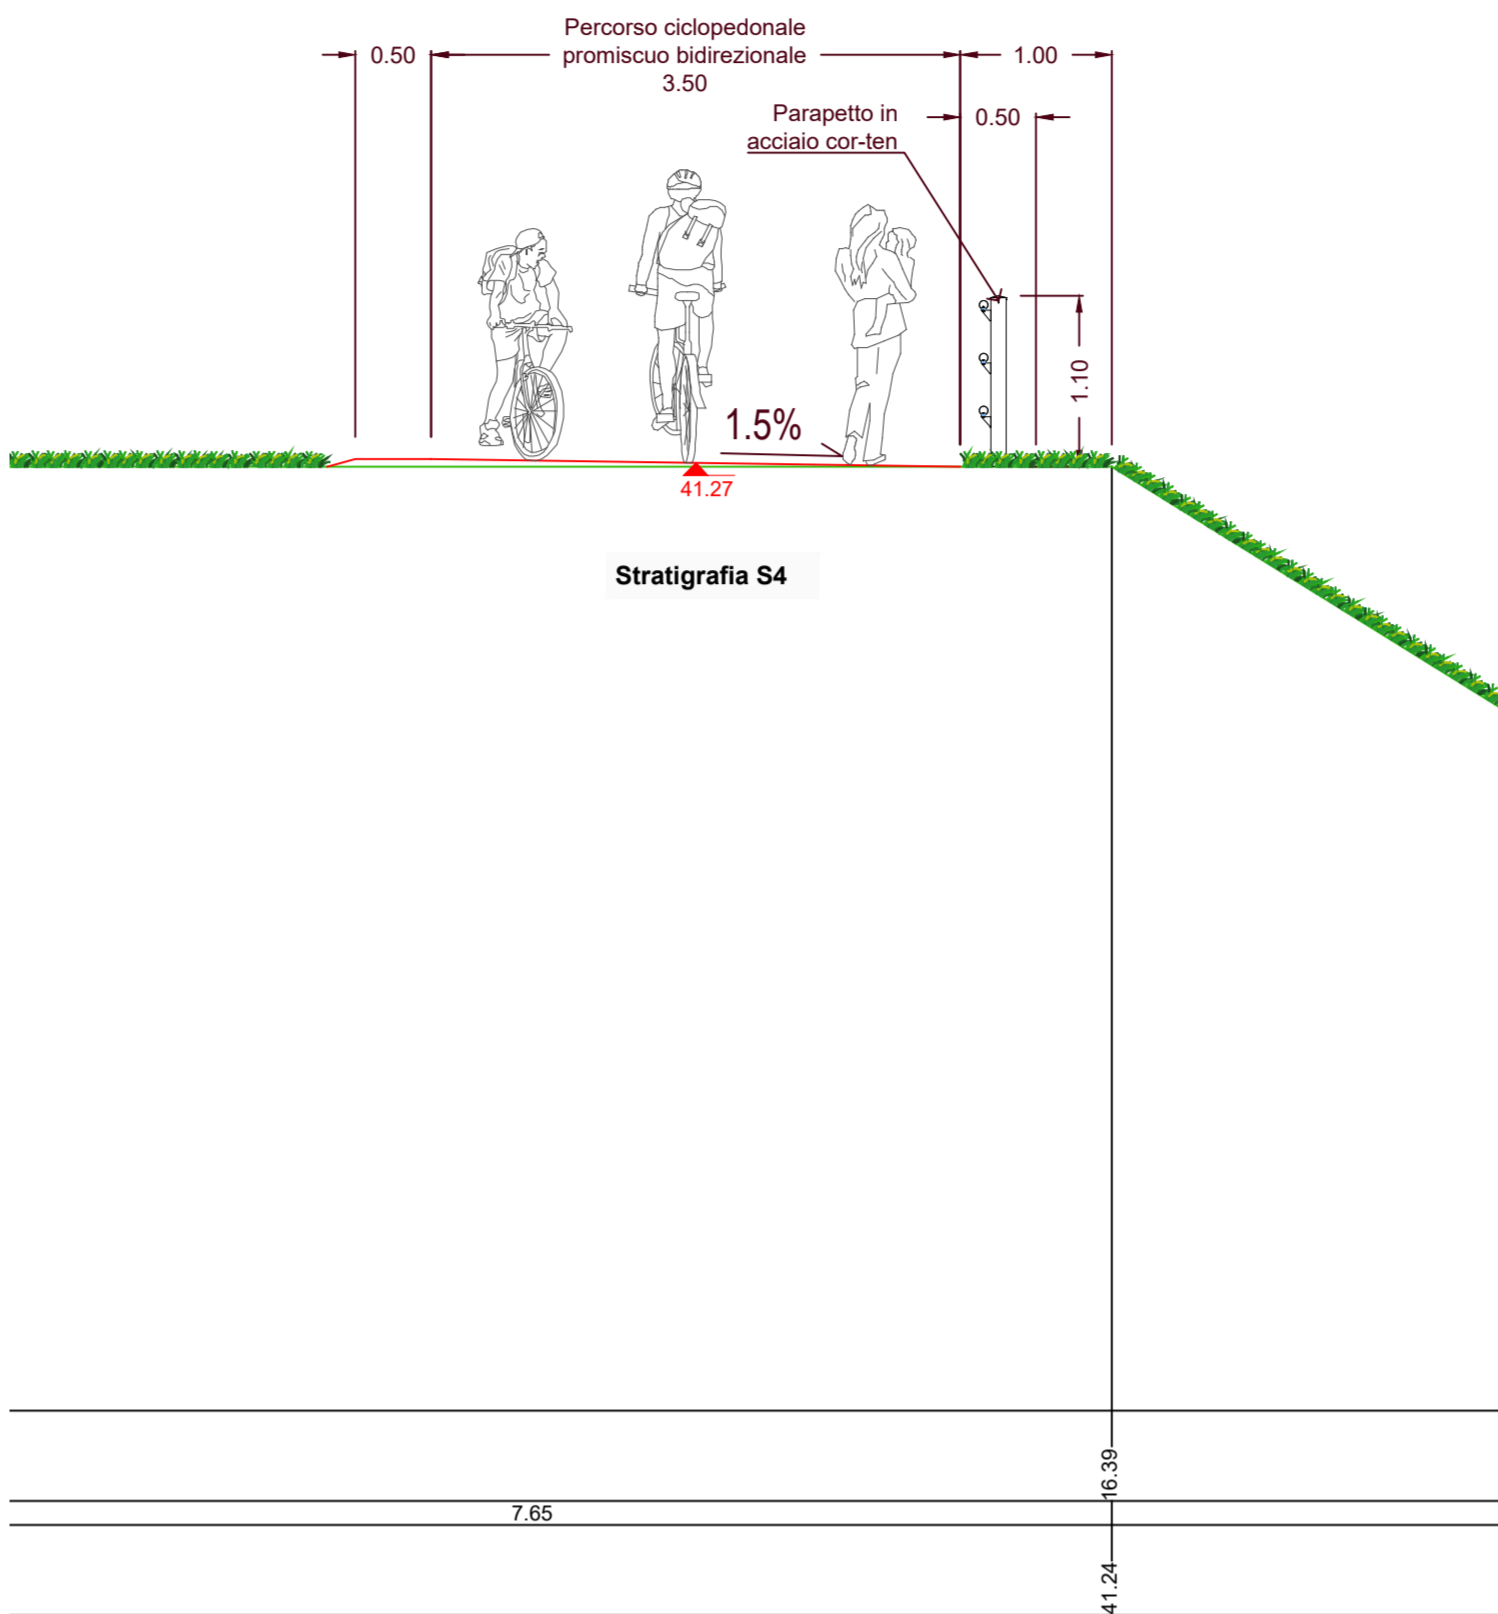 Percorso ciclopedonale
0.50 promiscuo bidirezionale 1.00
3.50
Parapetto in 0.50
acciaio cor-ten
1.10
1.5%
41.27
Stratigrafia S4
16.39
7.65
41.24